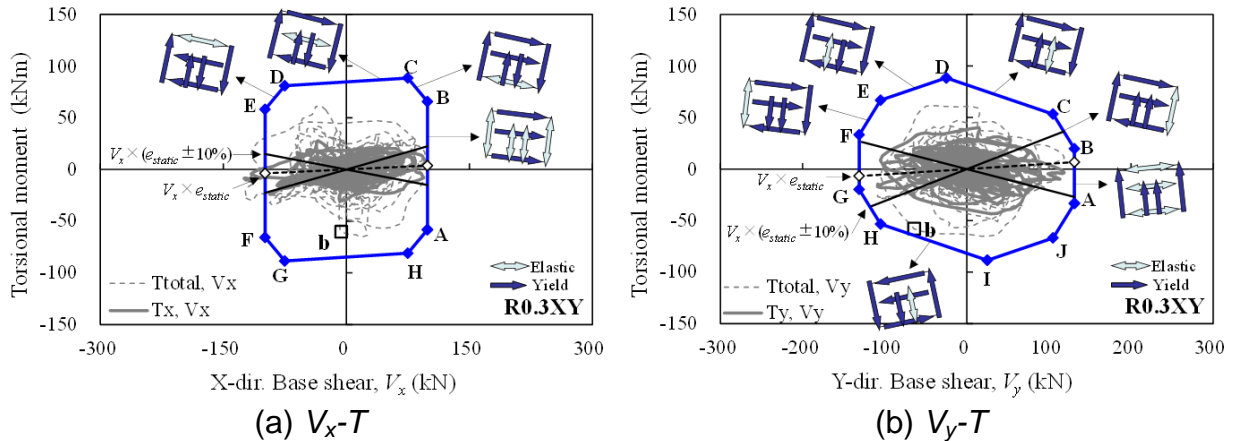 150
100
50
0
-50
-100
-150
-300
-150
0
150
300
Torsional moment (kNm)
X-dir. Base shear, Vx (kN)
D
C
E
B
F
A
G
H
b
Vx×(estatic ±10%)
Vx×estatic
Ttotal, Vx
Tx, Vx
Elastic
Yield
R0.3XY
(a) Vx-T
150
100
50
0
-50
-100
-150
-300
-200
-100
0
100
200
300
Torsional moment (kNm)
Y-dir. Base shear, Vy (kN)
D
E
C
F
B
G
A
H
b
J
I
Vx×estatic
Vx×(estatic ±10%)
Ttotal, Vy
Ty, Vy
Elastic
Yield
R0.3XY
(b) Vy-T